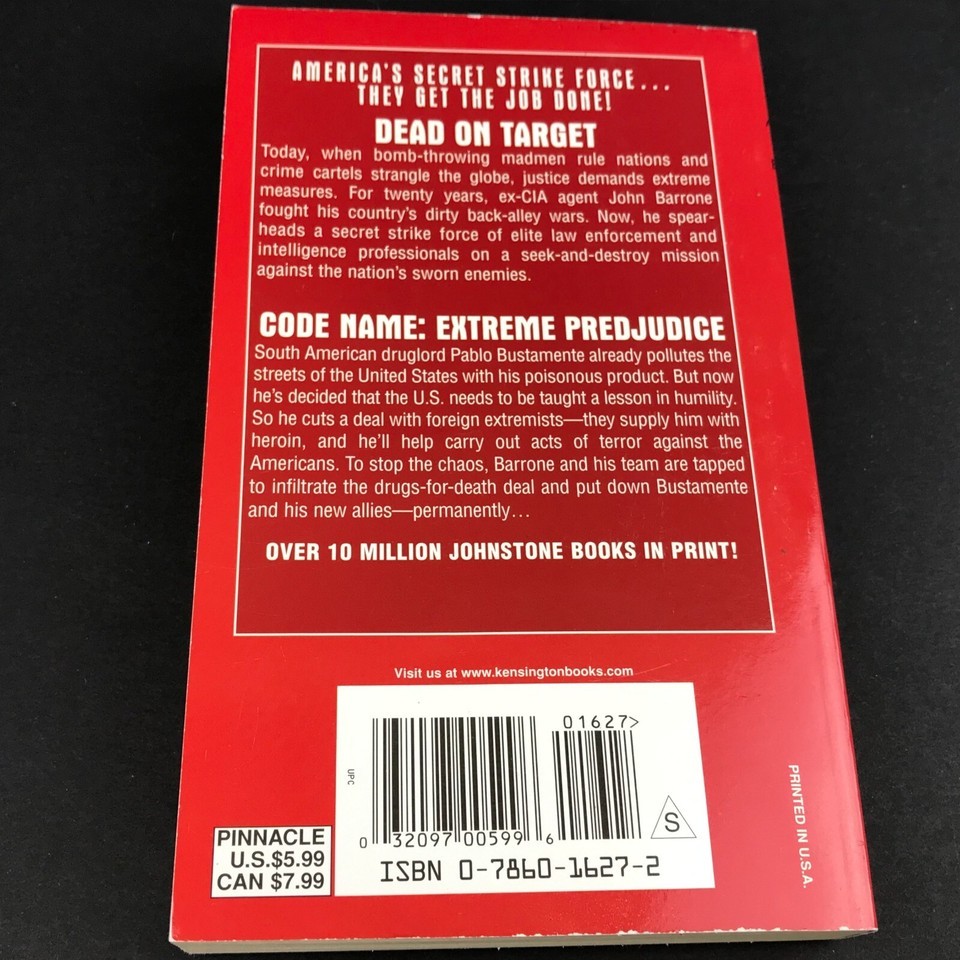 AMERICA'S SECRET STRIKE FORCE...
THEY GET THE JOB DONE!
DEAD ON TARGET
Today, when bomb-throwing madmen rule nations and
crime cartels strangle the globe, justice demands extreme
measures. For twenty years, ex-CIA agent John Barrone
fought his country's dirty back-alley wars. Now, he spear-
heads a secret strike force of elite law enforcement and
intelligence professionals on a seek-and-destroy mission
against the nation's sworn enemies.
CODE NAME: EXTREME PREDJUDICE
South American druglord Pablo Bustamente already pollutes the
streets of the United States with his poisonous product. But now
he's decided that the U.S. needs to be taught a lesson in humility.
So he cuts a deal with foreign extremists—they supply him with
heroin, and he'll help carry out acts of terror against the
Americans. To stop the chaos, Barrone and his team are tapped
to infiltrate the drugs-for-death deal and put down Bustamente
and his new allies—permanently...
OVER 10 MILLION JOHNSTONE BOOKS IN PRINT!
Visit us at www.kensingtonbooks.com
01627>
UPC
0 32097 00599 6
S
ISBN 0-7860-1627-2
PINNACLE
U.S.$5.99
CAN $7.99
PRINTED IN U.S.A.